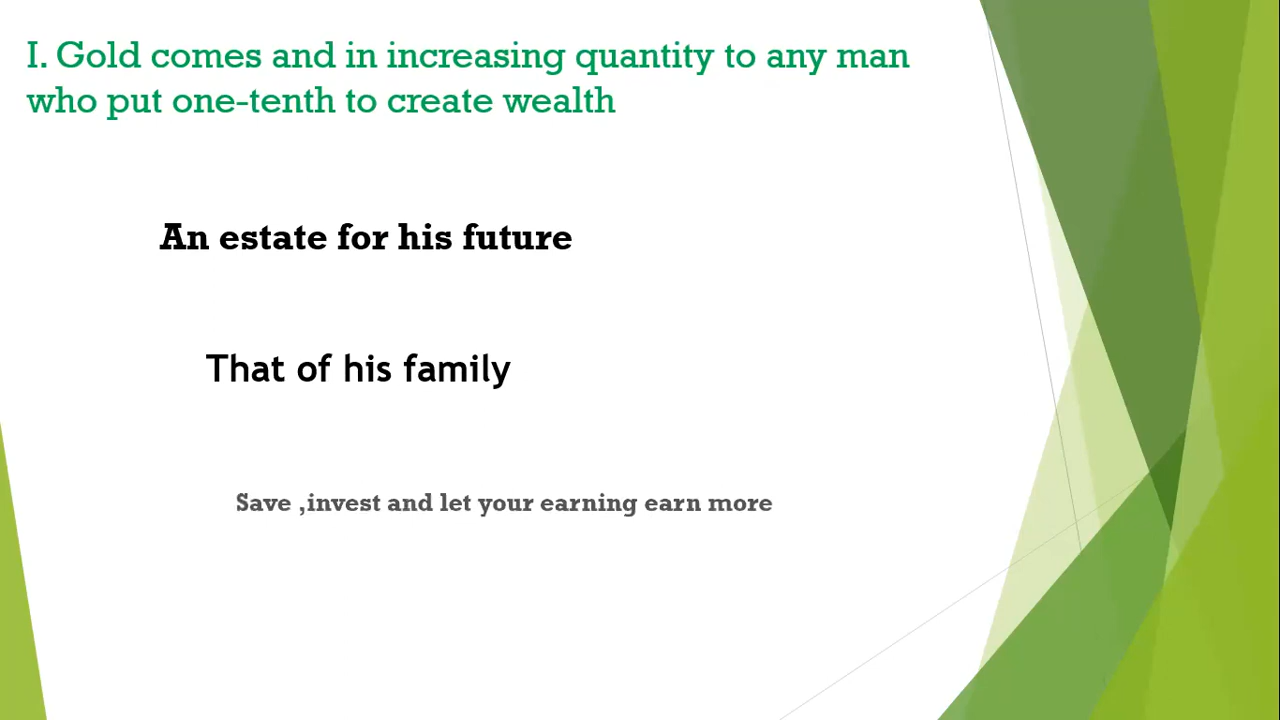 I. Gold comes and in increasing quantity to any man
who put one-tenth to create wealth
An estate for his future
That of his family
Save ,invest and let your earning earn more